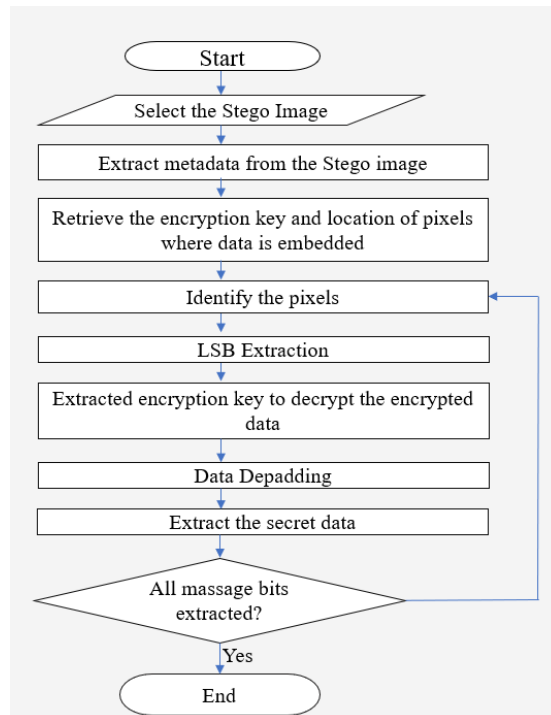 Start
Select the Stego Image
Extract metadata from the Stego image
Retrieve the encryption key and location of pixels
where data is embedded
Identify the pixels
LSB Extraction
Extracted encryption key to decrypt the encrypted
data
Data Depadding
Extract the secret data
All massage bits
extracted?
Yes
End